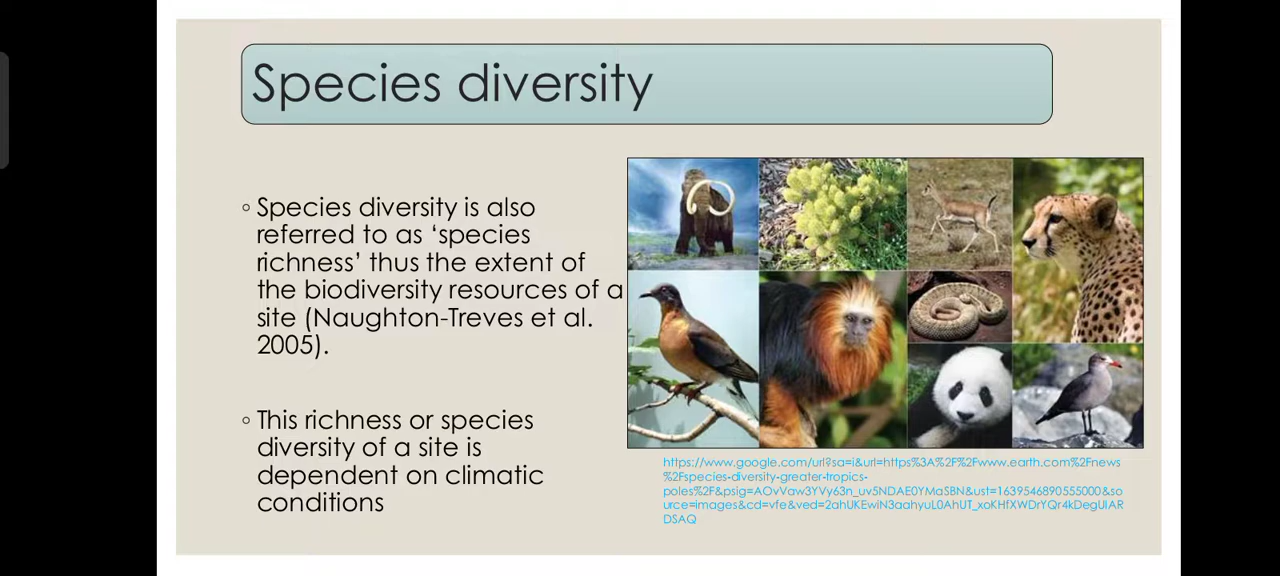 Species diversity
◦ Species diversity is also
referred to as ‘species
richness’ thus the extent of
the biodiversity resources of a
site (Naughton-Treves et al.
2005).
◦ This richness or species
diversity of a site is
dependent on climatic
conditions
https://www.google.com/url?sa=i&url=https%3A%2F%2Fwww.earth.com%2Fnews
%2Fspecies-diversity-greater-tropics-
poles%2F&psig=AOvVaw3YVy63n_uv5NDAE0YMaSBN&ust=1639546890555000&so
urce=images&cd=vfe&ved=2ahUKEwiN3aahyuL0AhUT_xoKHfXWDrYQr4kDegUIAR
DSAQ